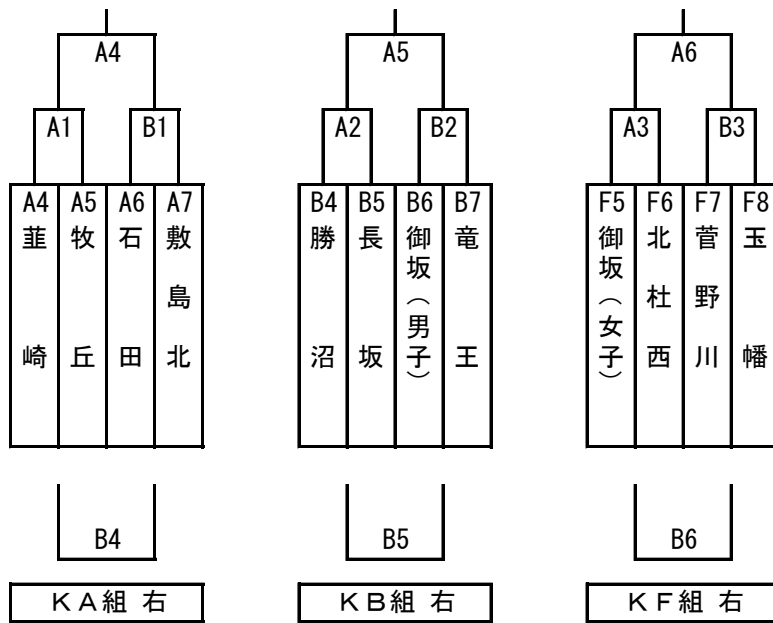 A4 A5 A6
A1 B1 A2 B2 A3 B3
A4 A5 A6 A7 B4 B5 B6 B7 F5 F6 F7 F8
韮崎
牧丘
石田
敷島北
勝沼
長坂
御坂(男子)
竜王
御坂(女子)
北杜西
菅野川
玉幡
B4 B5 B6
KA組 右 KB組 右 KF組 右